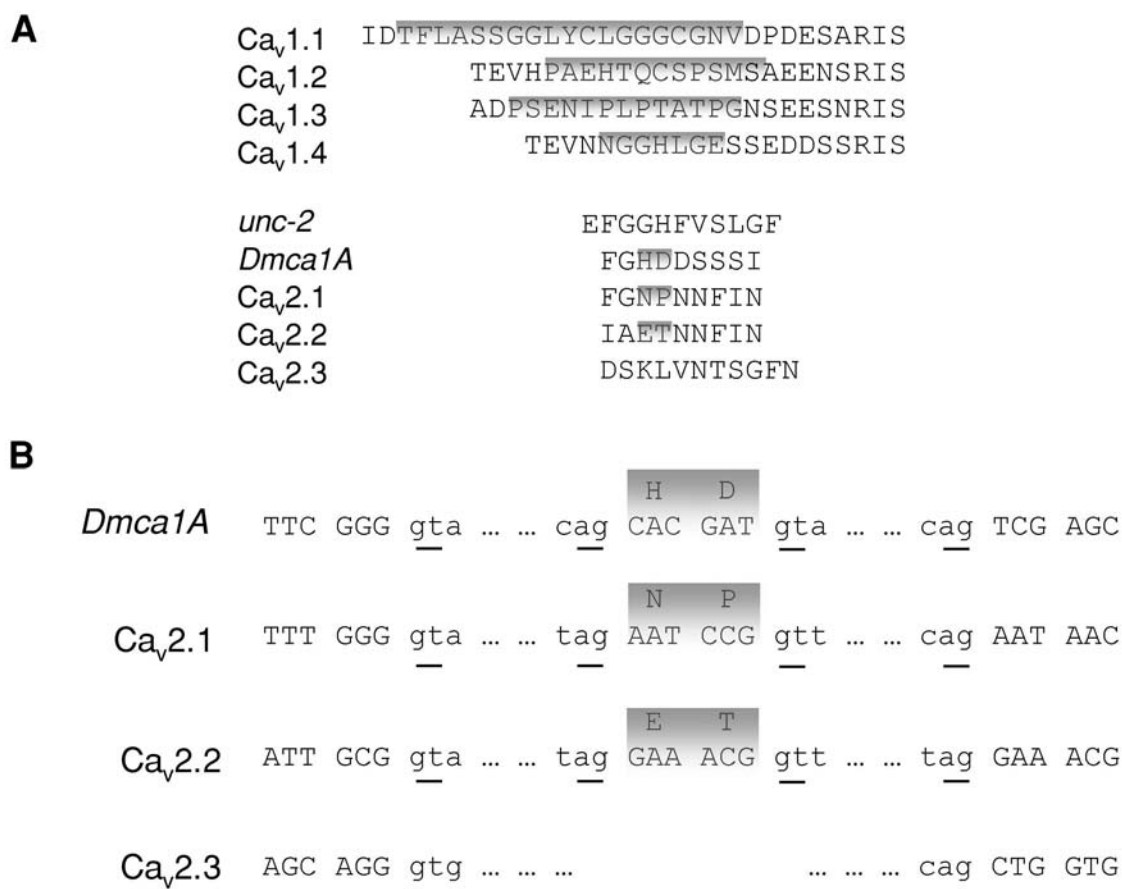 A
Cav1.1 IDTFLASSGGLYCLGGGCGNVDPDESARIS
Cav1.2 TEVHPAEHTQCSPSMSAEENSRIS
Cav1.3 ADPSENIPLPTATPGNSEESNRIS
Cav1.4 TEVNNGGHLGESSEDDSSRIS
unc-2 EFGGHFVSLGF
Dmca1A FGHDDSSSI
Cav2.1 FGNPNNFIN
Cav2.2 IAETNNFIN
Cav2.3 DSKLVNTSGFN
B
H D
Dmca1A TTC GGG gta ... ... cag CAC GAT gta ... ... cag TCG AGC
N P
Cav2.1 TTT GGG gta ... ... tag AAT CCG gtt ... ... cag AAT AAC
E T
Cav2.2 ATT GCG gta ... ... tag GAA ACG gtt ... ... tag GAA ACG
Cav2.3 AGC AGG gtg ... ... ... ... cag CTG GTG